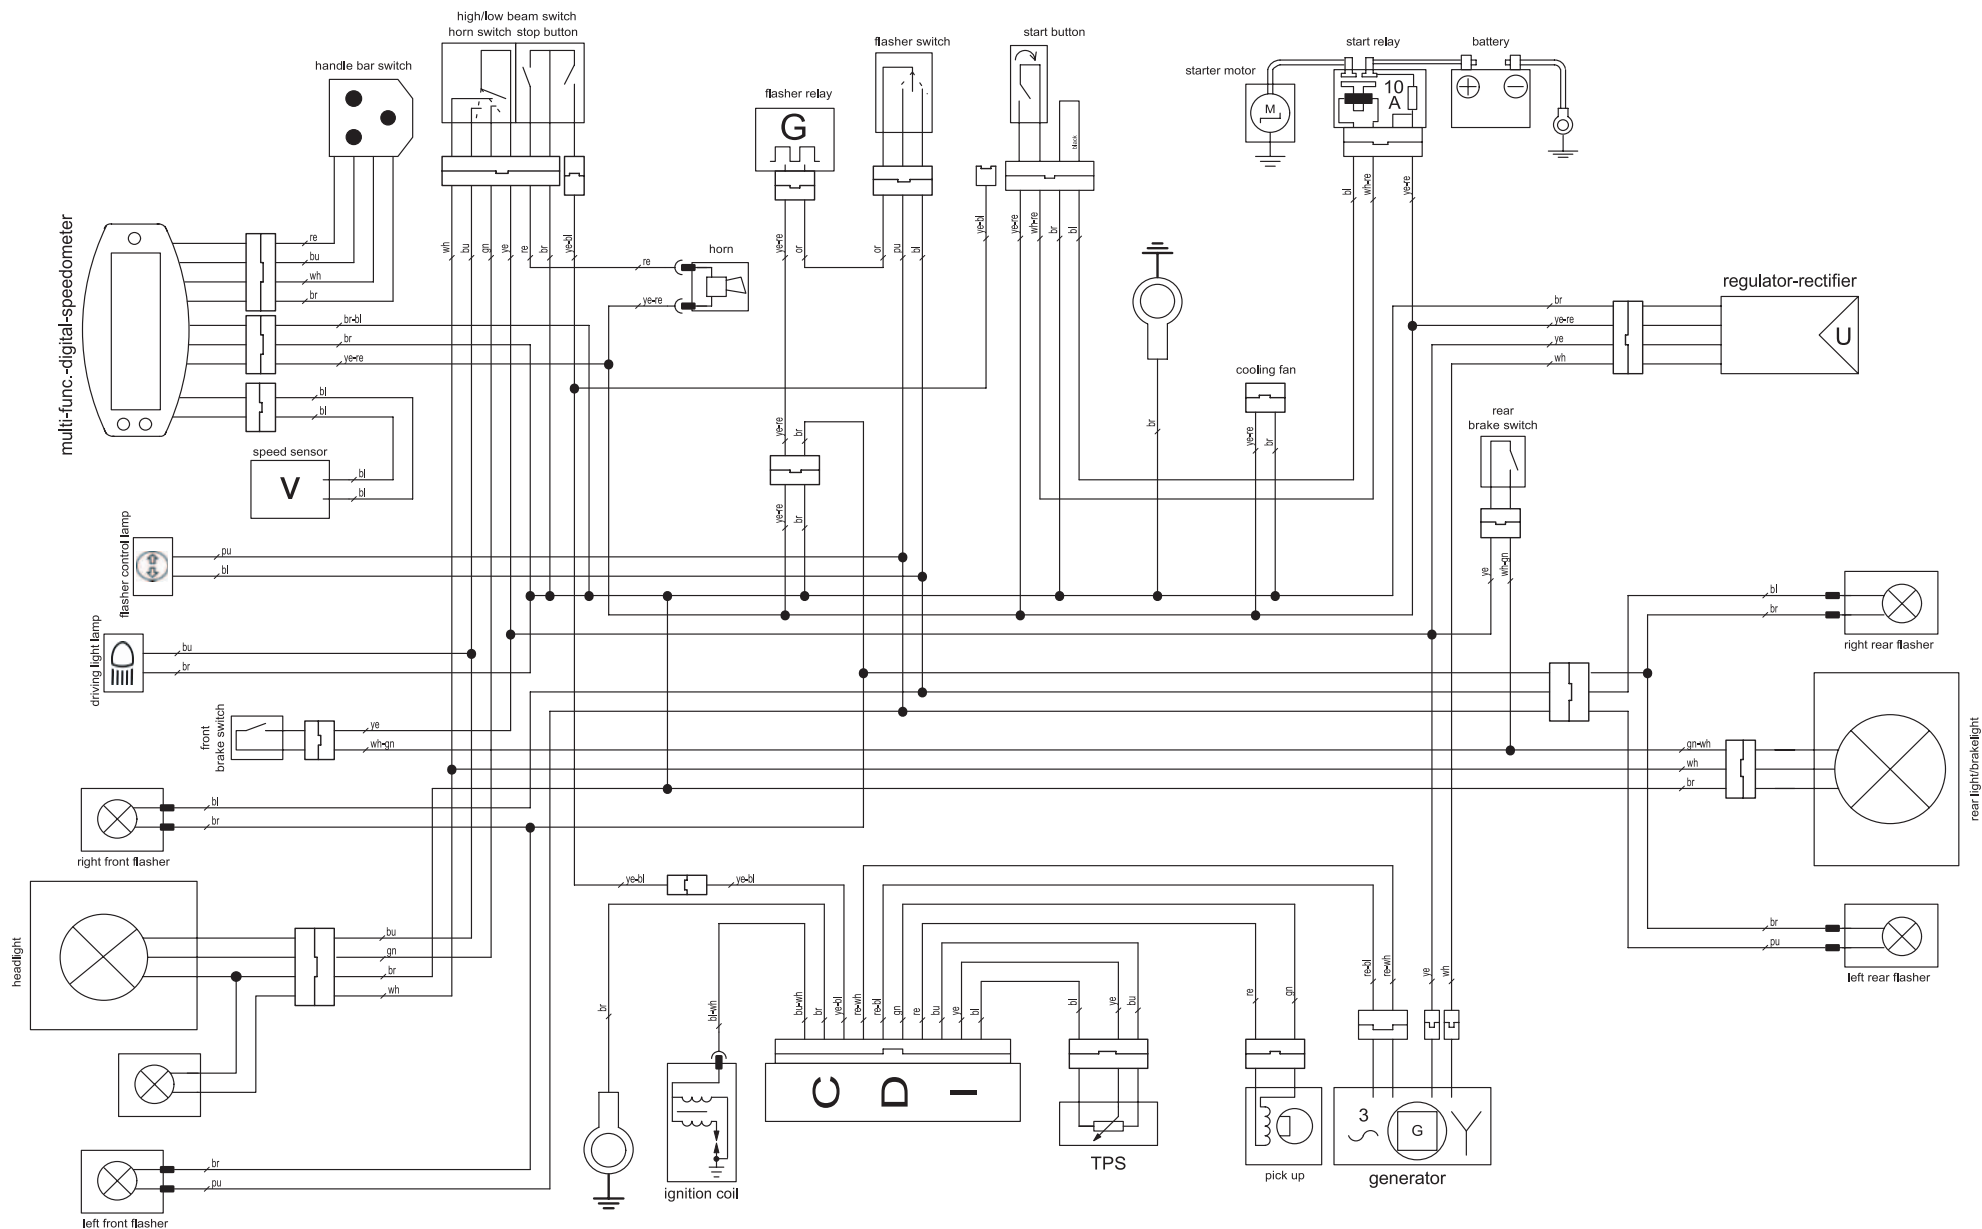 high/low beam switch
horn switch stop button
flasher switch
start button
start relay
battery
handle bar switch
starter motor
flasher relay
G
10
A
M
black
multi-func.-digital-speedometer
re
bu
wh
br
br-bl
br
ye-re
bl
bl
wh
bu
gn
ye
re
br
ye-bl
horn
re
ye-re
ye-re
or
or
pu
bl
ye-bl
ye-re
wh-re
br
bl
bl
wh-re
ye-re
regulator-rectifier
br
ye-re
ye
wh
U
cooling fan
ye-re
br
br
rear
brake switch
ye
wh-gn
speed sensor
V
bl
bl
ye-re
br
ye-re
br
flasher control lamp
pu
bl
driving light lamp
bu
br
bl
br
right rear flasher
front
brake switch
ye
wh-gn
gn-wh
wh
br
rear light/brakelight
bl
br
right front flasher
ye-bl
ye-bl
br
pu
left rear flasher
headlight
bu
gn
br
wh
br
bl-wh
bu-wh
br
ye-bl
re-wh
re-bl
gn
re
bu
ye
bl
bl
ye
bu
re
gn
re-bl
re-wh
ye
wh
C D I
3
G
br
pu
left front flasher
ignition coil
TPS
pick up
generator